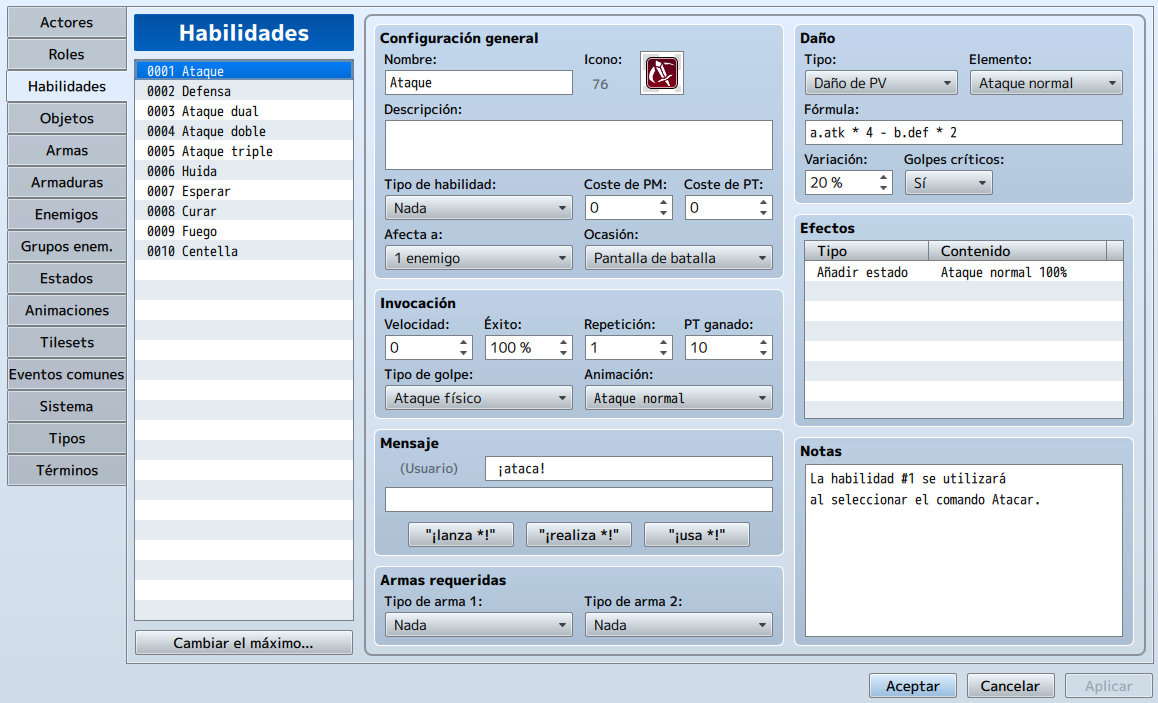 Actores
Roles
Habilidades
Objetos
Armas
Armaduras
Enemigos
Grupos enem.
Estados
Animaciones
Tilesets
Eventos comunes
Sistema
Tipos
Términos
Habilidades
0001 Ataque
0002 Defensa
0003 Ataque dual
0004 Ataque doble
0005 Ataque triple
0006 Huida
0007 Esperar
0008 Curar
0009 Fuego
0010 Centella
Cambiar el máximo...
Configuración general
Nombre: Icono:
Ataque 76
Descripción:
Tipo de habilidad: Coste de PM: Coste de PT:
Nada 0 0
Afecta a: Ocasión:
1 enemigo Pantalla de batalla
Invocación
Velocidad: Éxito: Repetición: PT ganado:
0 100 % 1 10
Tipo de golpe: Animación:
Ataque físico Ataque normal
Mensaje
(Usuario) ¡ataca!
"¡lanza *!" "¡realiza *!" "¡usa *!"
Armas requeridas
Tipo de arma 1: Tipo de arma 2:
Nada Nada
Daño
Tipo: Elemento:
Daño de PV Ataque normal
Fórmula:
a.atk * 4 - b.def * 2
Variación: Golpes críticos:
20 % Sí
Efectos
Tipo Contenido
Añadir estado Ataque normal 100%
Notas
La habilidad #1 se utilizará
al seleccionar el comando Atacar.
Aceptar Cancelar Aplicar